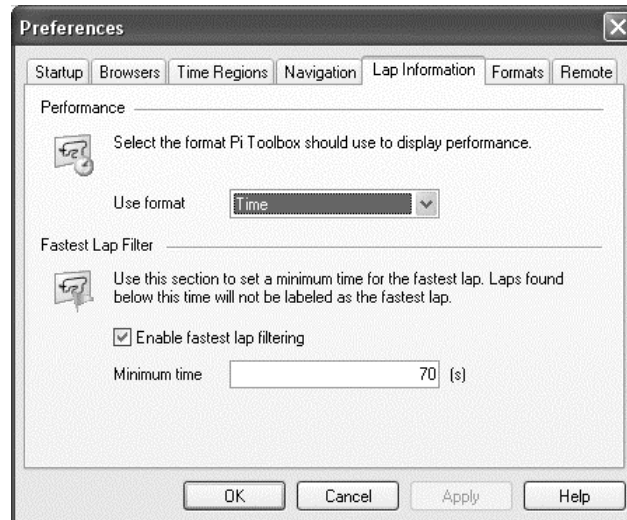 Preferences
Startup Browsers Time Regions Navigation Lap Information Formats Remote
Performance
Select the format Pi Toolbox should use to display performance.
Use format Time
Fastest Lap Filter
Use this section to set a minimum time for the fastest lap. Laps found
below this time will not be labeled as the fastest lap.
Enable fastest lap filtering
Minimum time 70 (s)
OK Cancel Apply Help